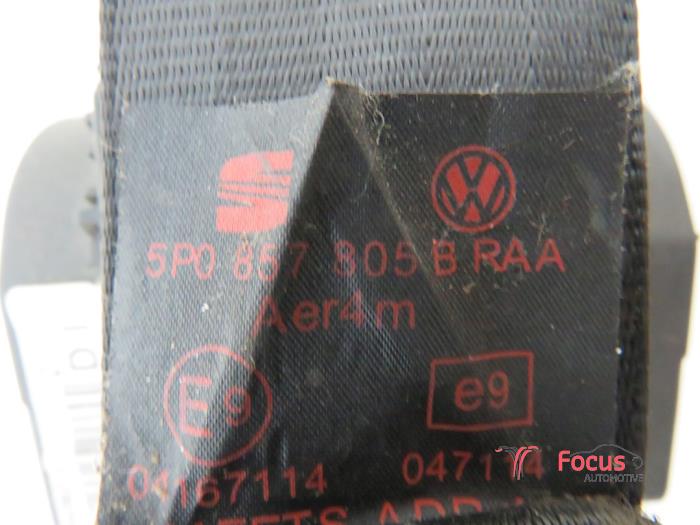 5P0 857 805 B RAA
Aer4m
E9 e9
04167114 047114
Focus
AUTOMOTIVE